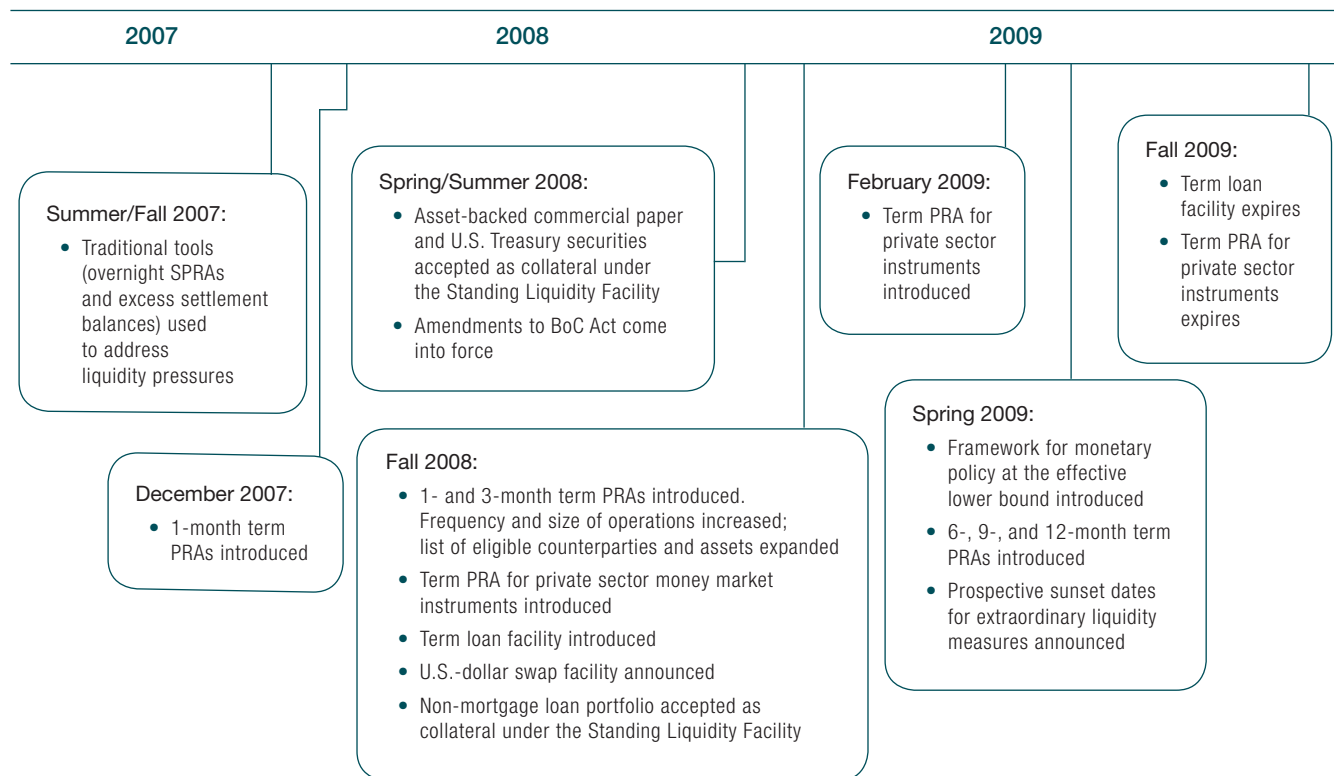 2007
2008
2009
Summer/Fall 2007:
• Traditional tools
(overnight SPRAs
and excess settlement
balances) used
to address
liquidity pressures
December 2007:
• 1-month term
PRAs introduced
Spring/Summer 2008:
• Asset-backed commercial paper
and U.S. Treasury securities
accepted as collateral under
the Standing Liquidity Facility
• Amendments to BoC Act come
into force
Fall 2008:
• 1- and 3-month term PRAs introduced.
Frequency and size of operations increased;
list of eligible counterparties and assets expanded
• Term PRA for private sector money market
instruments introduced
• Term loan facility introduced
• U.S.-dollar swap facility announced
• Non-mortgage loan portfolio accepted as
collateral under the Standing Liquidity Facility
February 2009:
• Term PRA for
private sector
instruments
introduced
Spring 2009:
• Framework for monetary
policy at the effective
lower bound introduced
• 6-, 9-, and 12-month term
PRAs introduced
• Prospective sunset dates
for extraordinary liquidity
measures announced
Fall 2009:
• Term loan
facility expires
• Term PRA for
private sector
instruments
expires